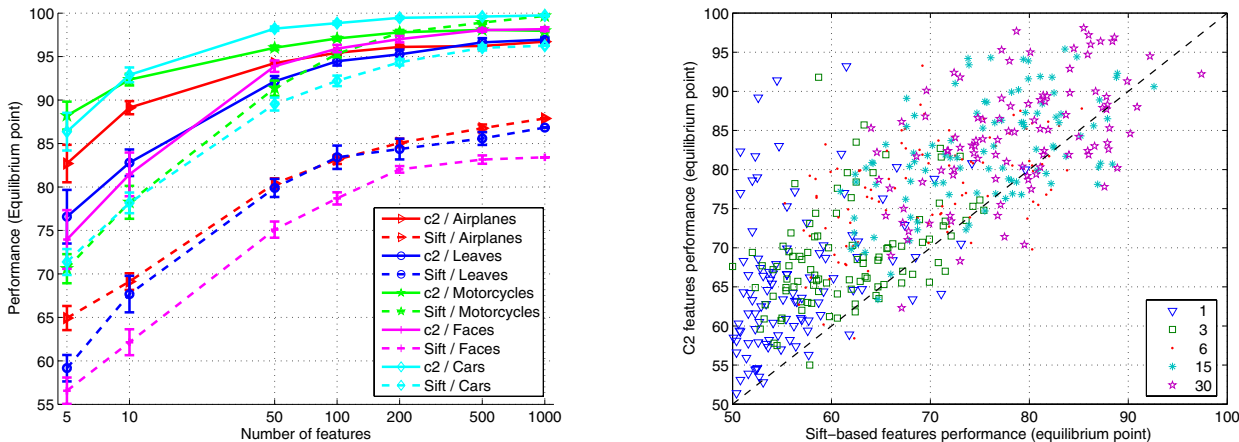 100
95
90
85
80
75
70
65
60
55
5 10 50 100 200 500 1000
Performance (Equilibrium point)
Number of features
c2 / Airplanes
Sift / Airplanes
c2 / Leaves
Sift / Leaves
c2 / Motorcycles
Sift / Motorcycles
c2 / Faces
Sift / Faces
c2 / Cars
Sift / Cars
100
95
90
85
80
75
70
65
60
55
50
50 60 70 80 90 100
C2 features performance (equilibrium point)
Sift-based features performance (equilibrium point)
1
3
6
15
30